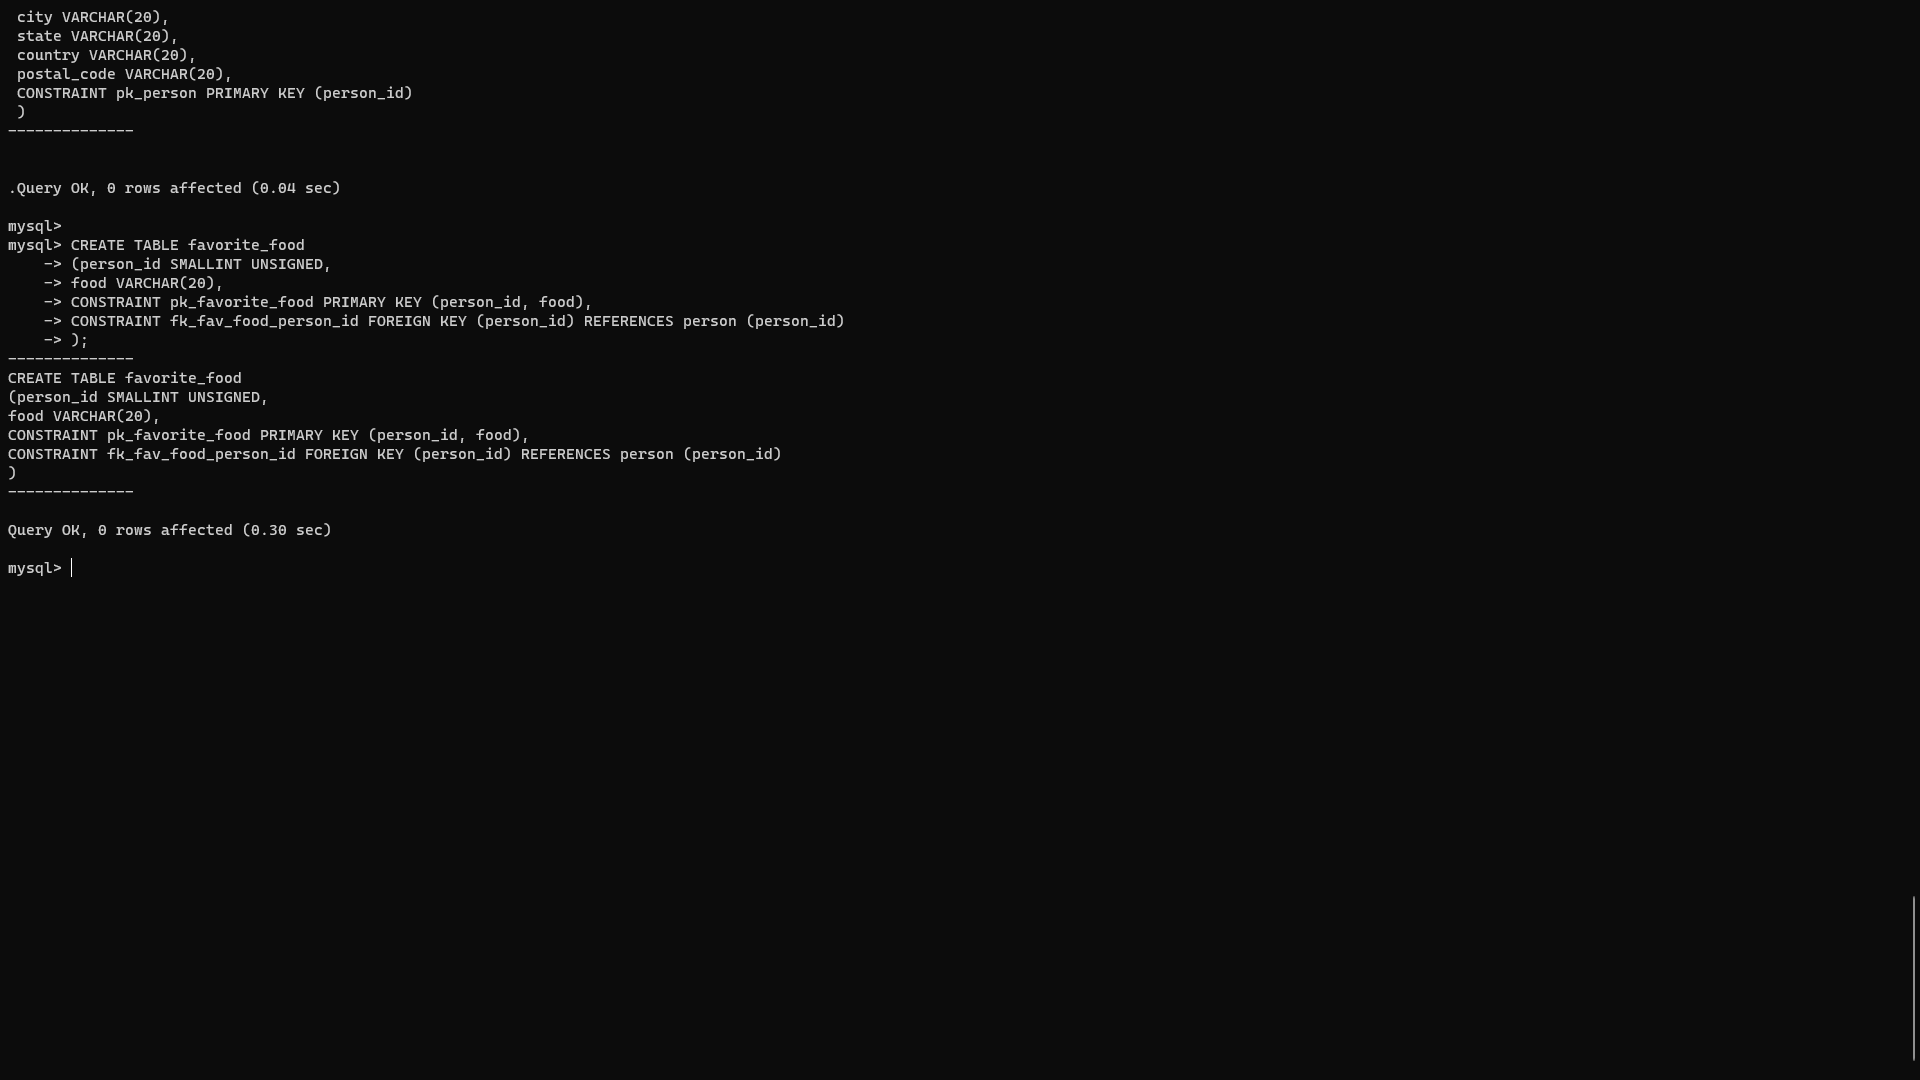 city VARCHAR(20),
state VARCHAR(20),
country VARCHAR(20),
postal_code VARCHAR(20),
CONSTRAINT pk_person PRIMARY KEY (person_id)
)
--------------
.Query OK, 0 rows affected (0.04 sec)
mysql>
mysql> CREATE TABLE favorite_food
    -> (person_id SMALLINT UNSIGNED,
    -> food VARCHAR(20),
    -> CONSTRAINT pk_favorite_food PRIMARY KEY (person_id, food),
    -> CONSTRAINT fk_fav_food_person_id FOREIGN KEY (person_id) REFERENCES person (person_id)
    -> );
--------------
CREATE TABLE favorite_food
(person_id SMALLINT UNSIGNED,
food VARCHAR(20),
CONSTRAINT pk_favorite_food PRIMARY KEY (person_id, food),
CONSTRAINT fk_fav_food_person_id FOREIGN KEY (person_id) REFERENCES person (person_id)
)
--------------
Query OK, 0 rows affected (0.30 sec)
mysql>